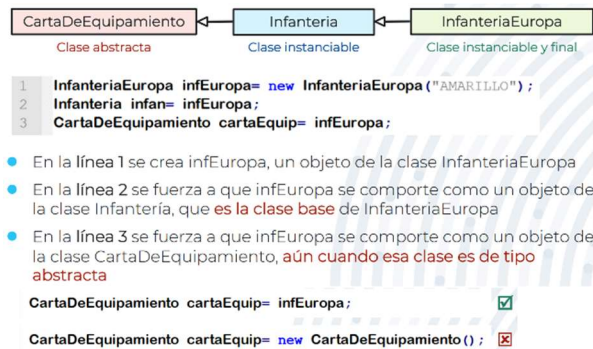 CartaDeEquipamiento Infanteria InfanteriaEuropa
Clase abstracta Clase instanciable Clase instanciable y final
1 InfanteriaEuropa infEuropa= new InfanteriaEuropa("AMARILLO");
2 Infanteria infan= infEuropa;
3 CartaDeEquipamiento cartaEquip= infEuropa;
En la línea 1 se crea infEuropa, un objeto de la clase InfanteriaEuropa
En la línea 2 se fuerza a que infEuropa se comporte como un objeto de
la clase Infantería, que es la clase base de InfanteriaEuropa
En la línea 3 se fuerza a que infEuropa se comporte como un objeto de
la clase CartaDeEquipamiento, aún cuando esa clase es de tipo
abstracta
CartaDeEquipamiento cartaEquip= infEuropa;
CartaDeEquipamiento cartaEquip= new CartaDeEquipamiento();